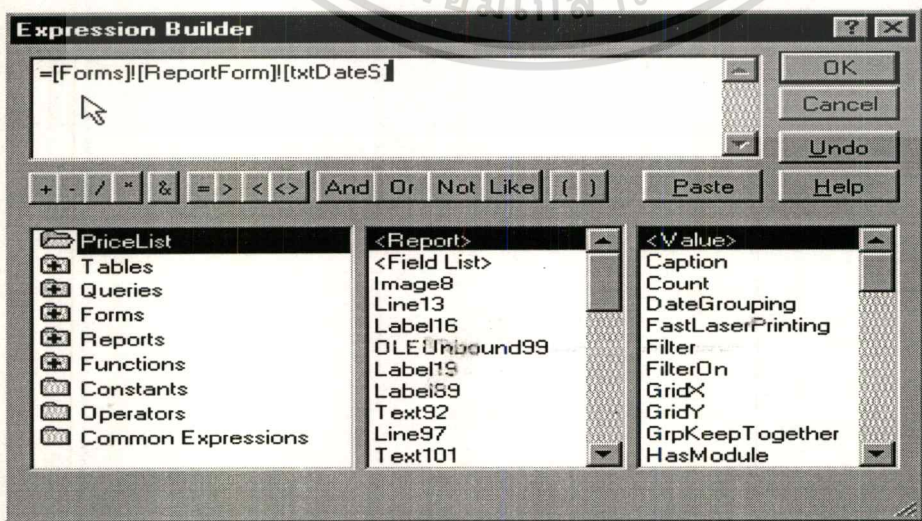 Expression Builder
=[Forms]![ReportForm]![txtDateS]
OK
Cancel
Undo
+ - / * & = > < <> And Or Not Like ( )
Paste
Help
PriceList
Tables
Queries
Forms
Reports
Functions
Constants
Operators
Common Expressions
<Report>
<Field List>
Image8
Line13
Label16
OLEUnbound99
Label19
Label89
Text92
Line97
Text101
<Value>
Caption
Count
DateGrouping
FastLaserPrinting
Filter
FilterOn
GridX
GridY
GrpKeepTogether
HasModule